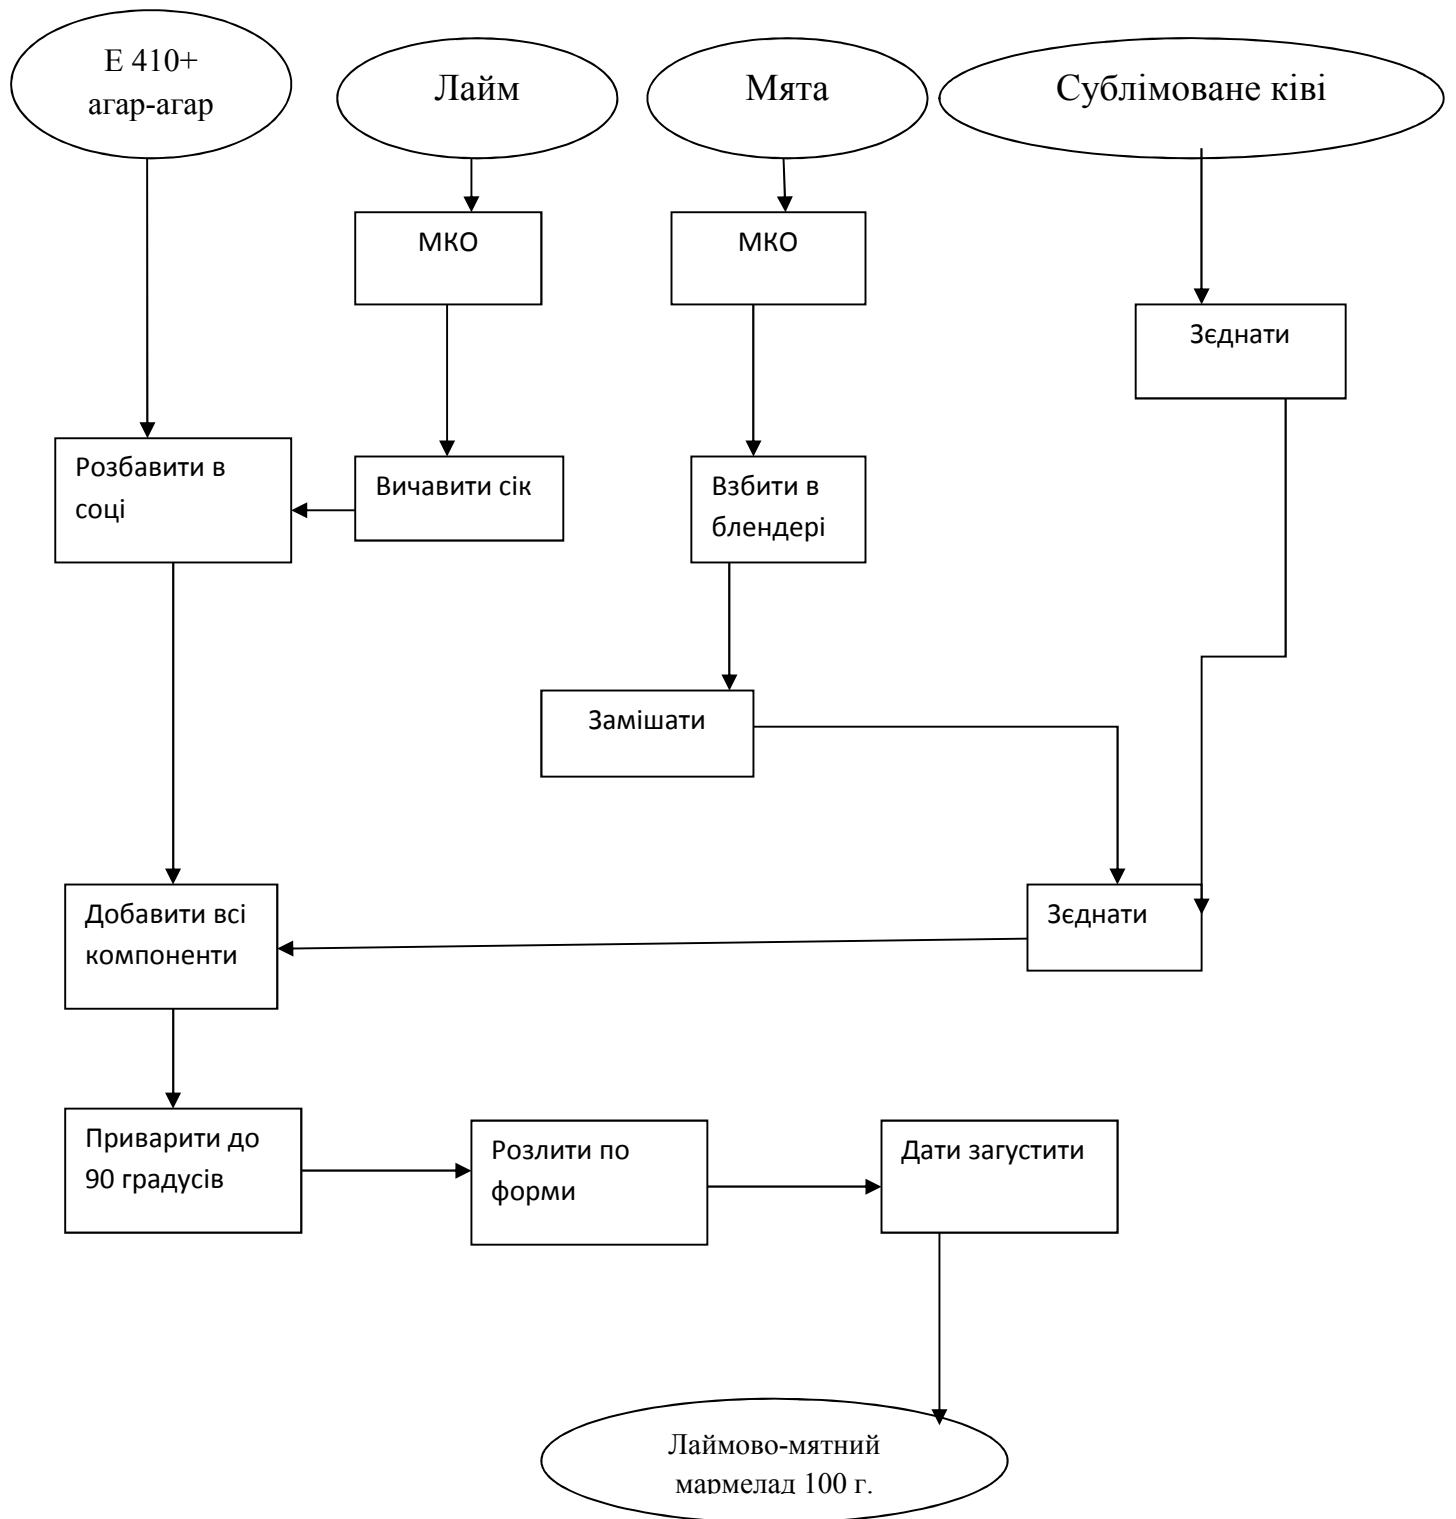 Е 410+
агар-агар
Лайм
Мята
Сублімоване ківі
МКО
МКО
Зєднати
Розбавити в
соці
Вичавити сік
Взбити в
блендері
Замішати
Добавити всі
компоненти
Зєднати
Приварити до
90 градусів
Розлити по
форми
Дати загустити
Лаймово-мятний
мармелад 100 г.